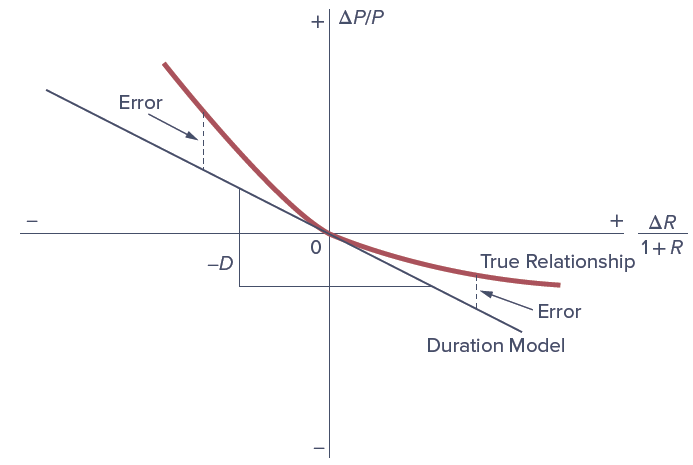 + ΔP/P
Error
− + ΔR
1 + R
0
−D
True Relationship
Error
Duration Model
−